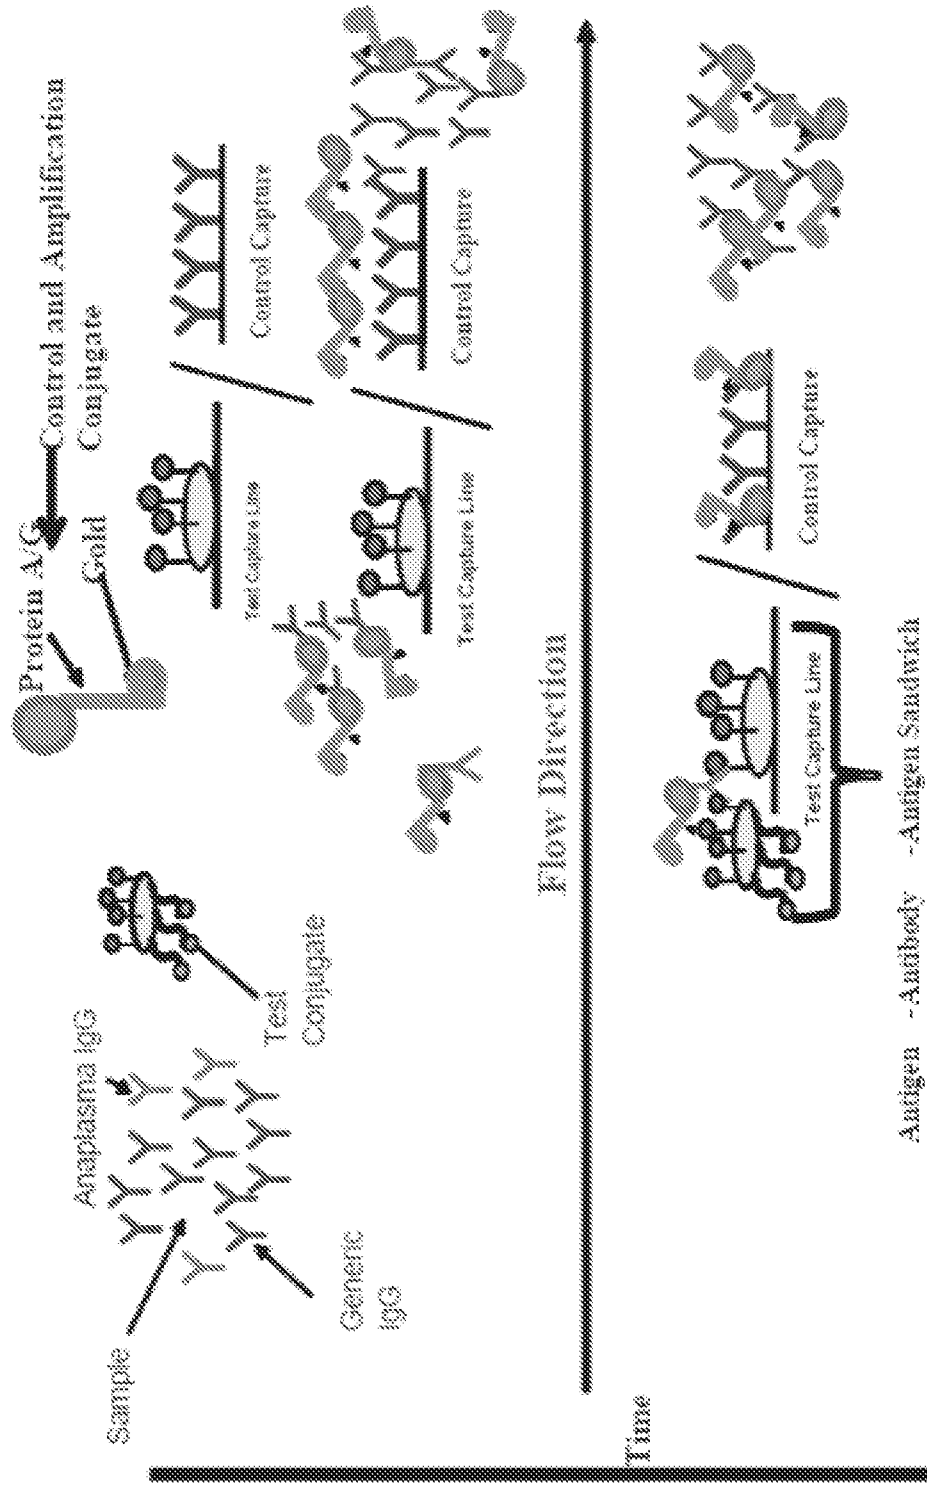 Sample
Anaplasma IgG
Generic
IgG
Test
Conjugate
Protein A/G
Gold
Control and Amplification
Conjugate
Test Capture Line
Control Capture
Test Capture Line
Control Capture
Flow Direction
Time
Test Capture Line
Control Capture
Antigen -Antibody -Antigen Sandwich